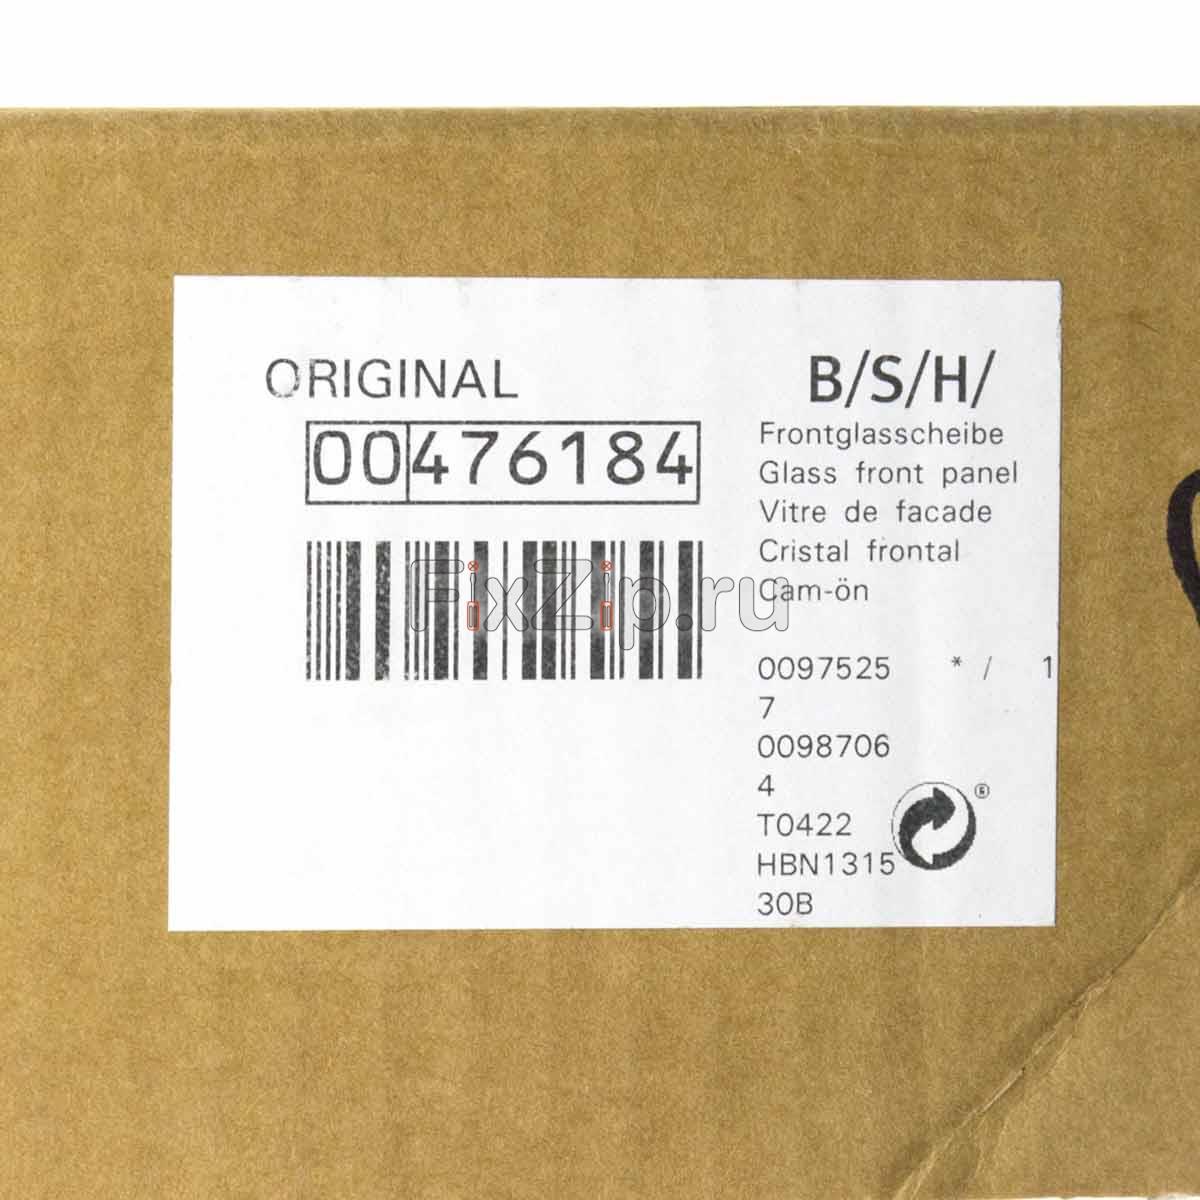 ORIGINAL
00476184
B/S/H/
Frontglasscheibe
Glass front panel
Vitre de facade
Cristal frontal
Cam-ön
FixZip.ru
0097525 * / 1
7
0098706
4
T0422
HBN1315
30B